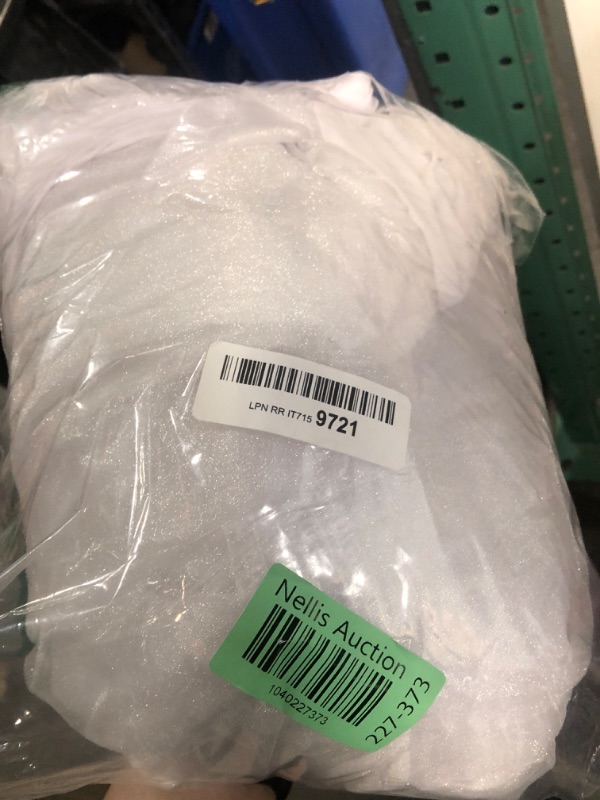 LPN RR IT715 9721
Nellis Auction
1040227373
227-373